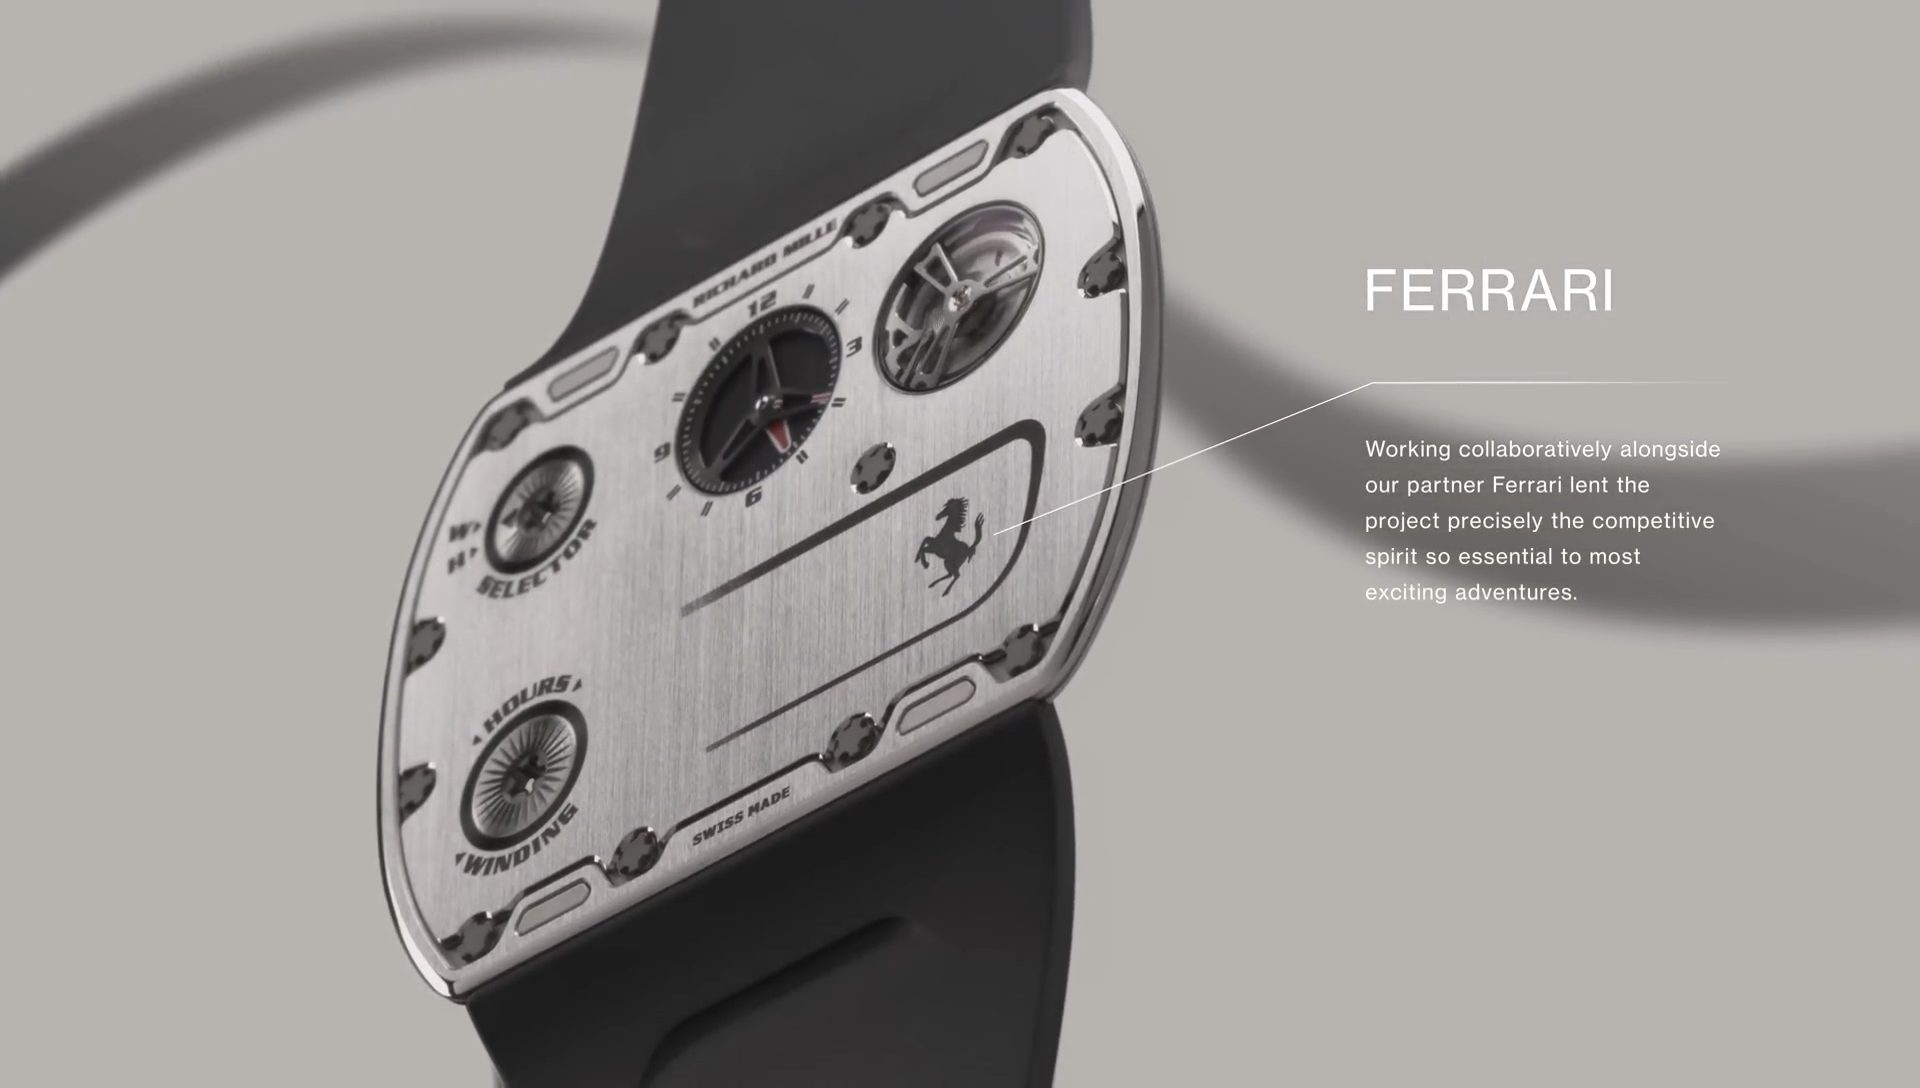 RICHARD MILLE
12
3
6
9
W
H
SELECTOR
HOURS
WINDING
SWISS MADE
FERRARI
Working collaboratively alongside
our partner Ferrari lent the
project precisely the competitive
spirit so essential to most
exciting adventures.